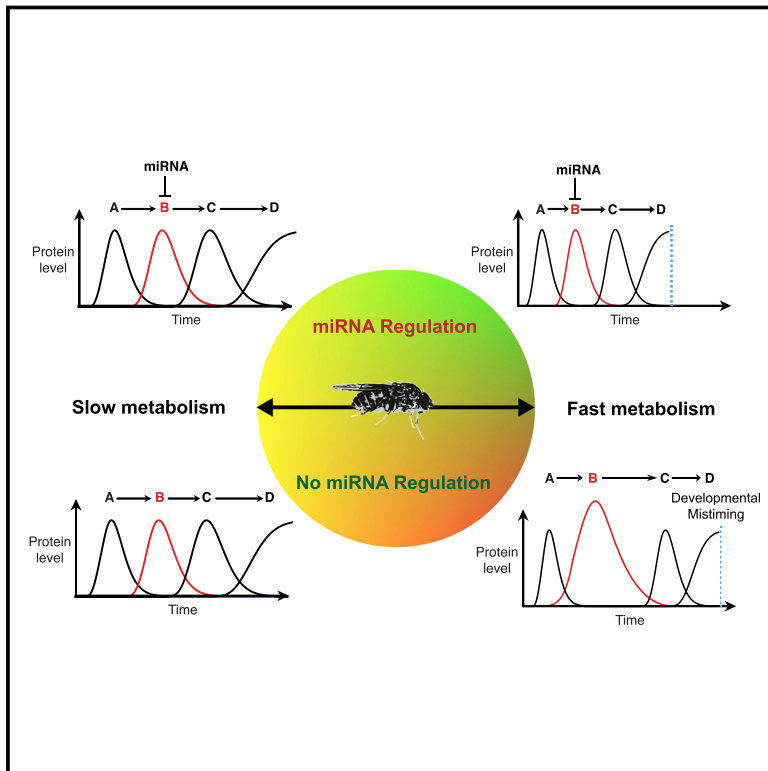 miRNA
A B C D
Protein
level
Time
miRNA
A B C D
Protein
level
Time
miRNA Regulation
Slow metabolism
Fast metabolism
No miRNA Regulation
A B C D
Protein
level
Time
A B C D
Developmental
Mistiming
Protein
level
Time